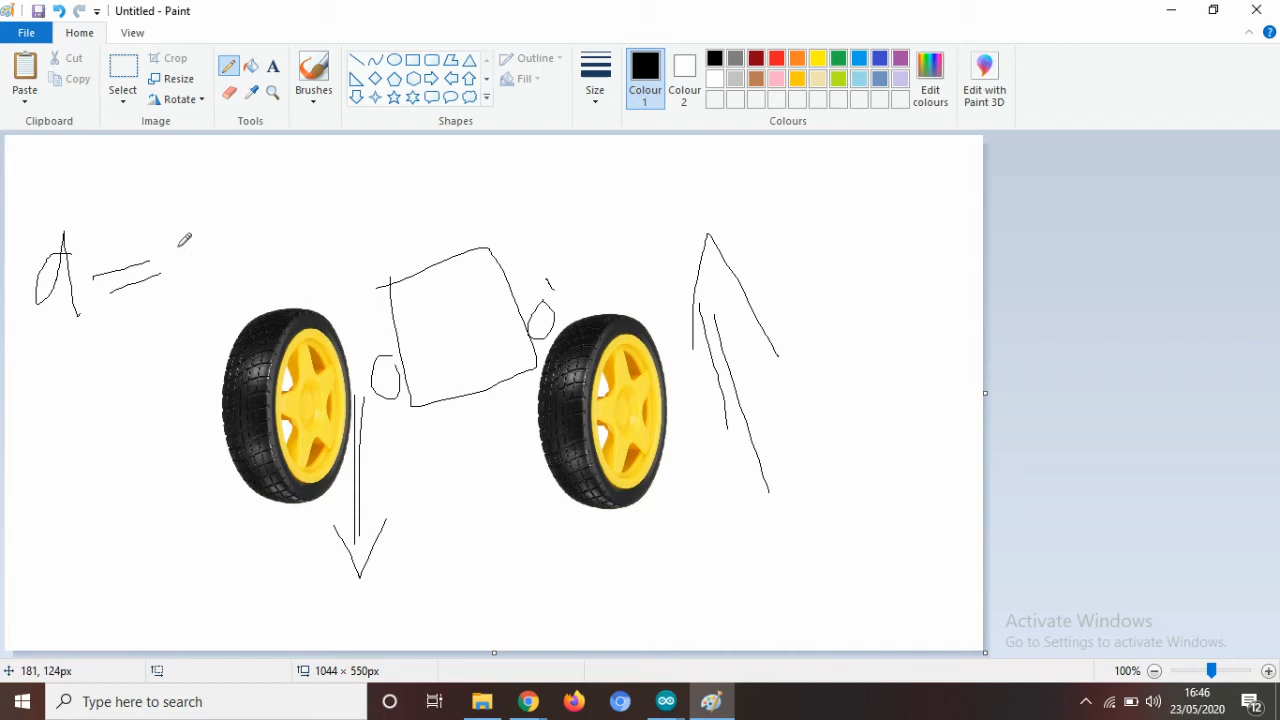 Untitled - Paint
File
Home
View
Paste
Cut
Copy
Clipboard
Select
Crop
Resize
Rotate
Image
A
Tools
Brushes
Outline
Fill
Shapes
Size
Colour 1
Colour 2
Edit colours
Colours
Edit with Paint 3D
=
Activate Windows
Go to Settings to activate Windows.
181, 124px
1044 × 550px
100%
Type here to search
16:46
23/05/2020
12